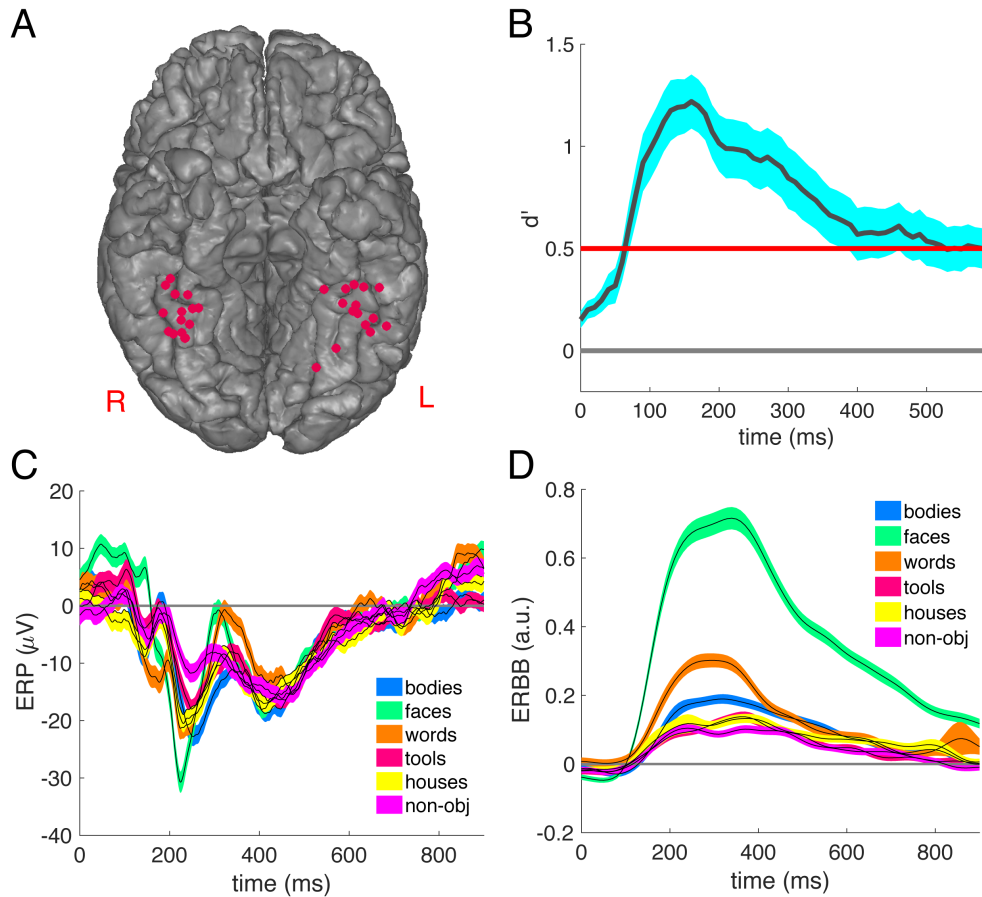 A
R
L
B
1.5
1
0.5
0
d'
0
100
200
300
400
500
time (ms)
C
20
10
0
-10
-20
-30
-40
ERP (μV)
bodies
faces
words
tools
houses
non-obj
0
200
400
600
800
time (ms)
D
0.8
0.6
0.4
0.2
0
-0.2
ERBB (a.u.)
bodies
faces
words
tools
houses
non-obj
0
200
400
600
800
time (ms)